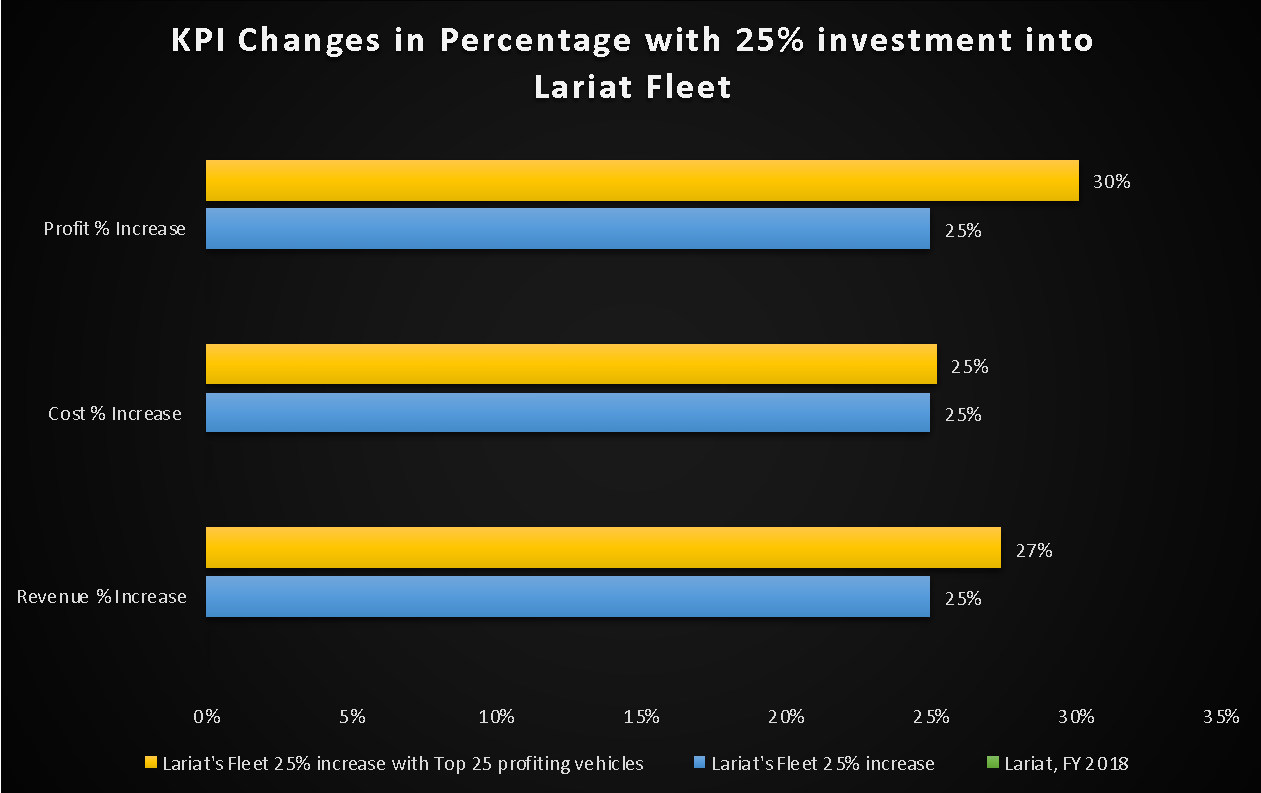 KPI Changes in Percentage with 25% investment into
Lariat Fleet
30%
Profit % Increase
25%
25%
Cost % Increase
25%
27%
Revenue % Increase
25%
0% 5% 10% 15% 20% 25% 30% 35%
Lariat's Fleet 25% increase with Top 25 profiting vehicles Lariat's Fleet 25% increase Lariat, FY 2018